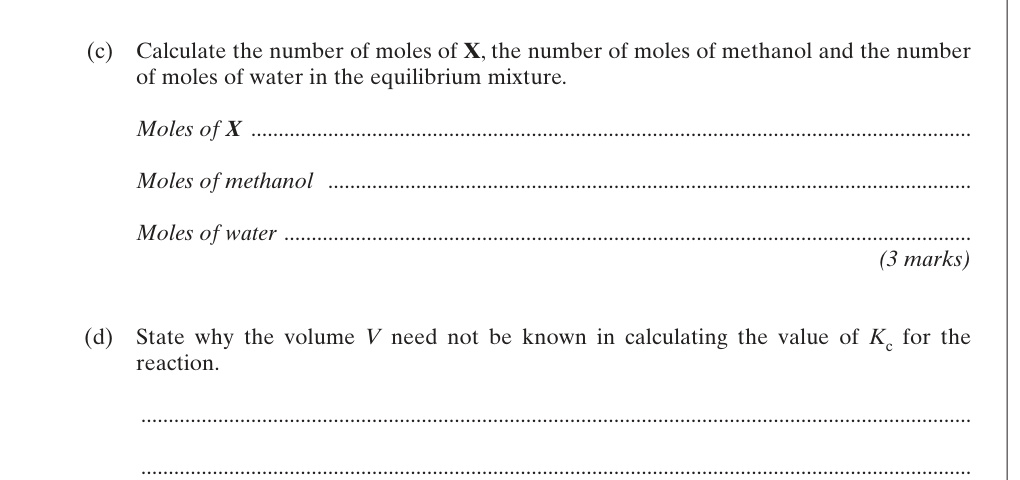 (c) Calculate the number of moles of X, the number of moles of methanol and the number
of moles of water in the equilibrium mixture.
Moles of X ................................................................................
Moles of methanol ................................................................................
Moles of water ................................................................................
(3 marks)
(d) State why the volume V need not be known in calculating the value of Kc for the
reaction.
................................................................................
................................................................................